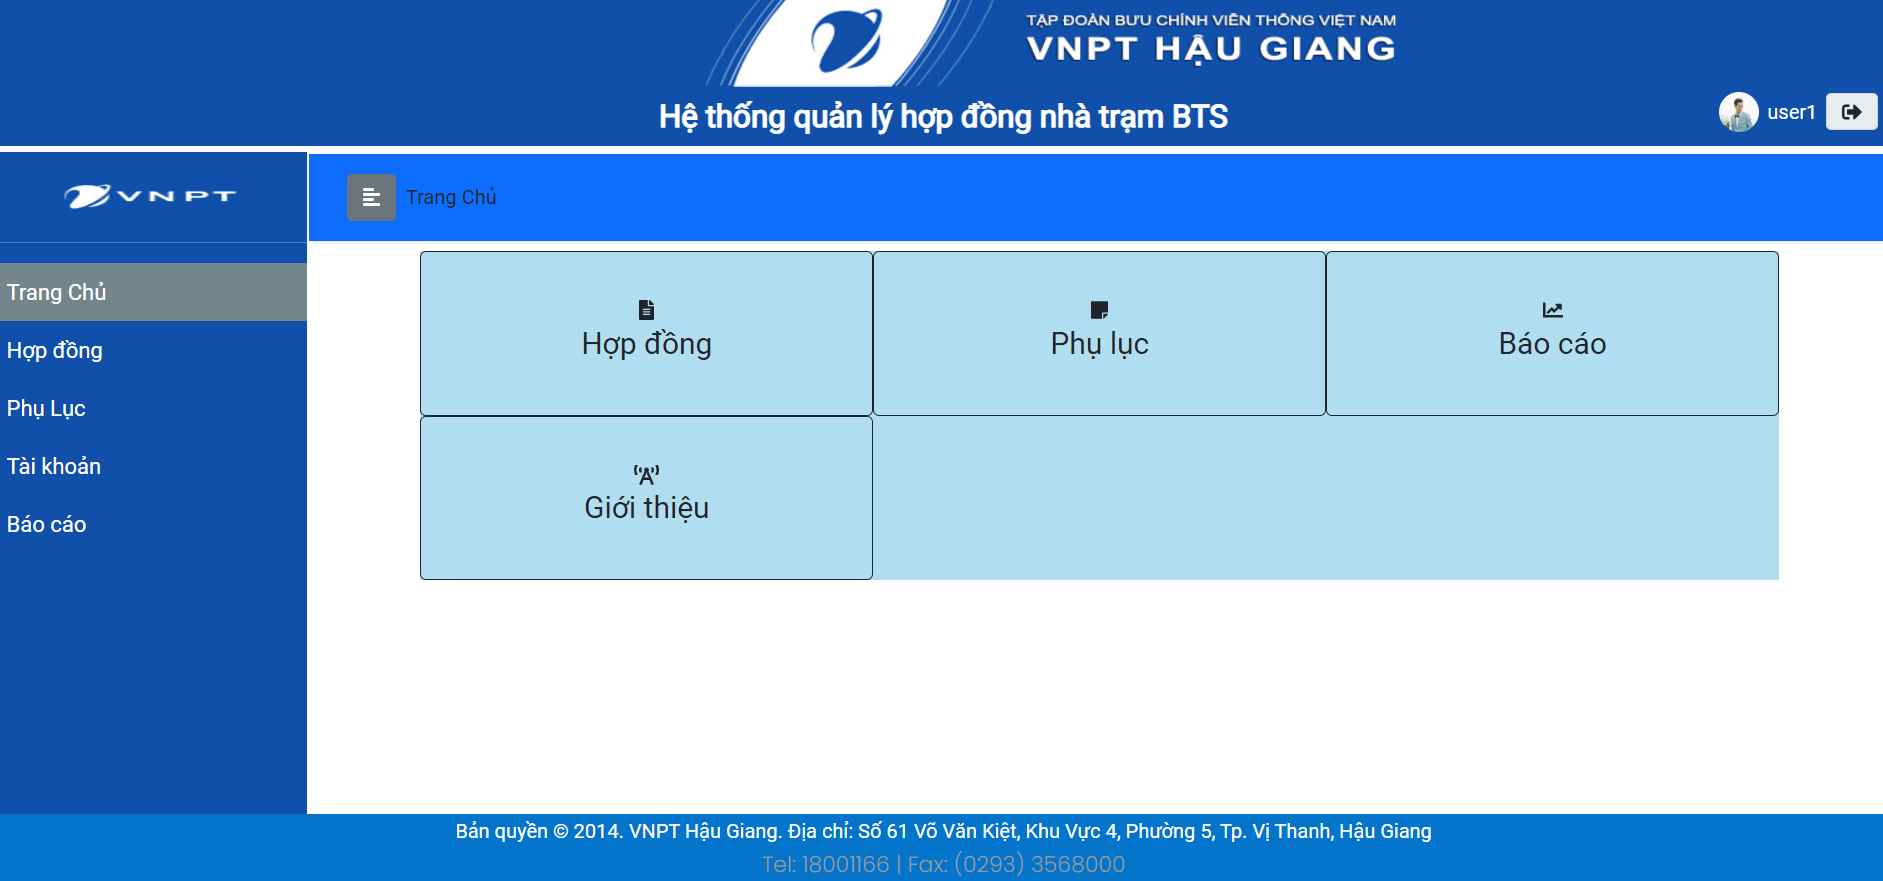 TẬP ĐOÀN BƯU CHÍNH VIỄN THÔNG VIỆT NAM
VNPT HẬU GIANG
Hệ thống quản lý hợp đồng nhà trạm BTS
user1
VNPT
Trang Chủ
Trang Chủ
Hợp đồng
Phụ Lục
Tài khoản
Báo cáo
Hợp đồng
Phụ lục
Báo cáo
Giới thiệu
Bản quyền © 2014. VNPT Hậu Giang. Địa chỉ: Số 61 Võ Văn Kiệt, Khu Vực 4, Phường 5, Tp. Vị Thanh, Hậu Giang
Tel: 18001166 | Fax: (0293) 3568000